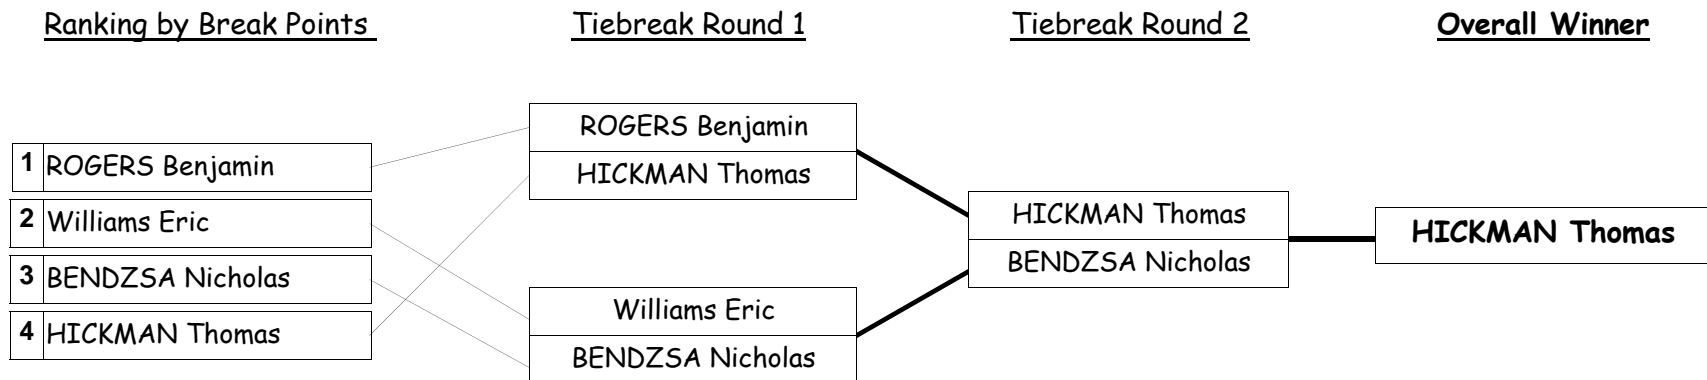 Ranking by Break Points
Tiebreak Round 1
Tiebreak Round 2
Overall Winner
1 ROGERS Benjamin
2 Williams Eric
3 BENDZSA Nicholas
4 HICKMAN Thomas
ROGERS Benjamin
HICKMAN Thomas
Williams Eric
BENDZSA Nicholas
HICKMAN Thomas
BENDZSA Nicholas
HICKMAN Thomas